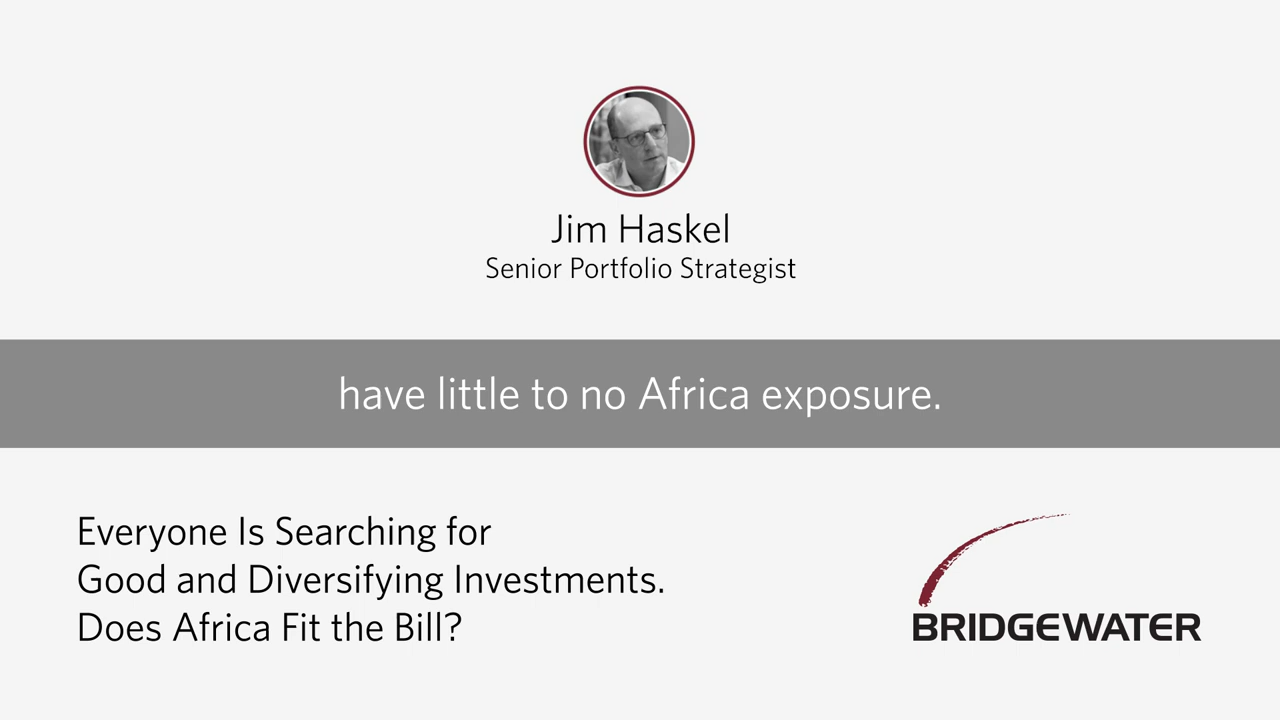 Jim Haskel
Senior Portfolio Strategist
have little to no Africa exposure.
Everyone Is Searching for
Good and Diversifying Investments.
Does Africa Fit the Bill?
BRIDGEWATER